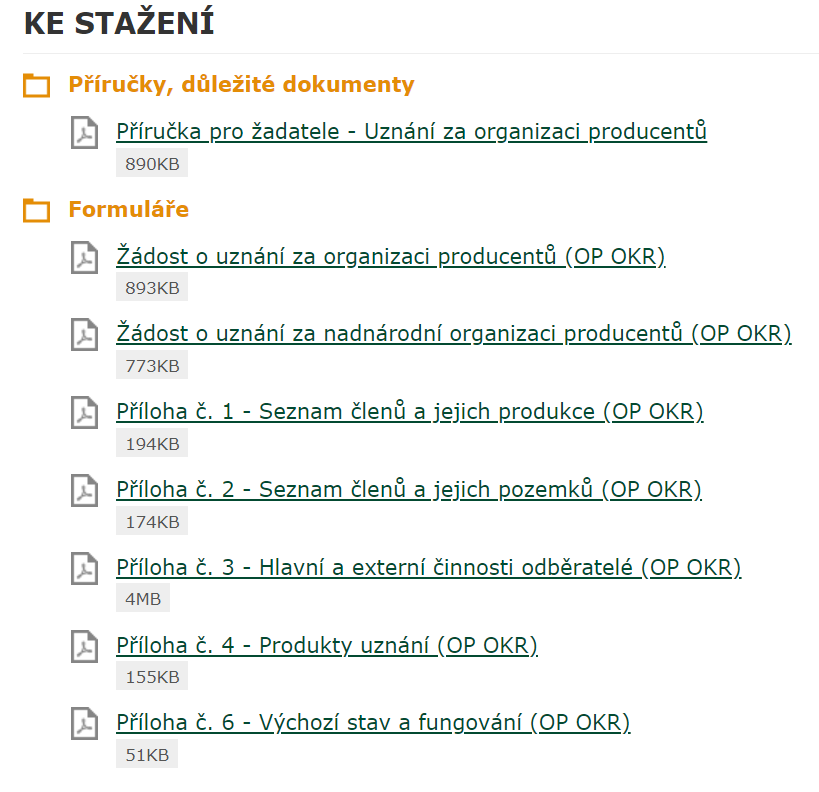 KE STAŽENÍ
Příručky, důležité dokumenty
Příručka pro žadatele - Uznání za organizaci producentů
890KB
Formuláře
Žádost o uznání za organizaci producentů (OP OKR)
893KB
Žádost o uznání za nadnárodní organizaci producentů (OP OKR)
773KB
Příloha č. 1 - Seznam členů a jejich produkce (OP OKR)
194KB
Příloha č. 2 - Seznam členů a jejich pozemků (OP OKR)
174KB
Příloha č. 3 - Hlavní a externí činnosti odběratelé (OP OKR)
4MB
Příloha č. 4 - Produkty uznání (OP OKR)
155KB
Příloha č. 6 - Výchozí stav a fungování (OP OKR)
51KB